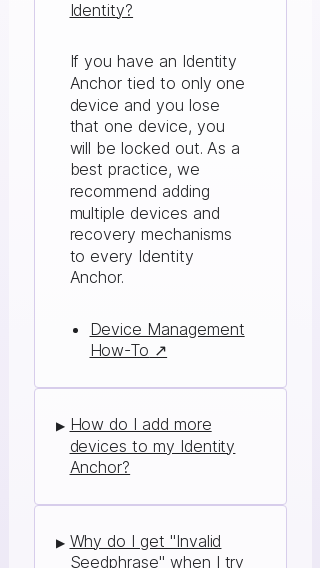 Identity?
If you have an Identity
Anchor tied to only one
device and you lose
that one device, you
will be locked out. As a
best practice, we
recommend adding
multiple devices and
recovery mechanisms
to every Identity
Anchor.
• Device Management
How-To ↗
▶ How do I add more
devices to my Identity
Anchor?
▶ Why do I get "Invalid
Seedphrase" when I try